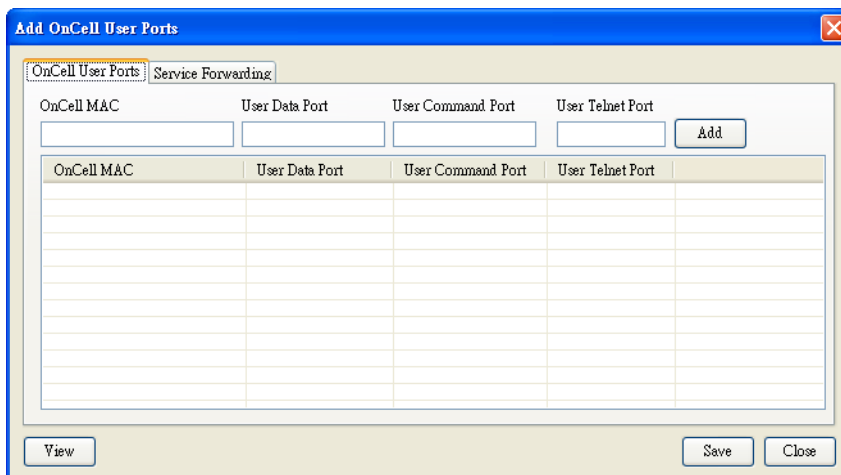 Add OnCell User Ports
OnCell User Ports Service Forwarding
OnCell MAC User Data Port User Command Port User Telnet Port
Add
OnCell MAC User Data Port User Command Port User Telnet Port
View Save Close